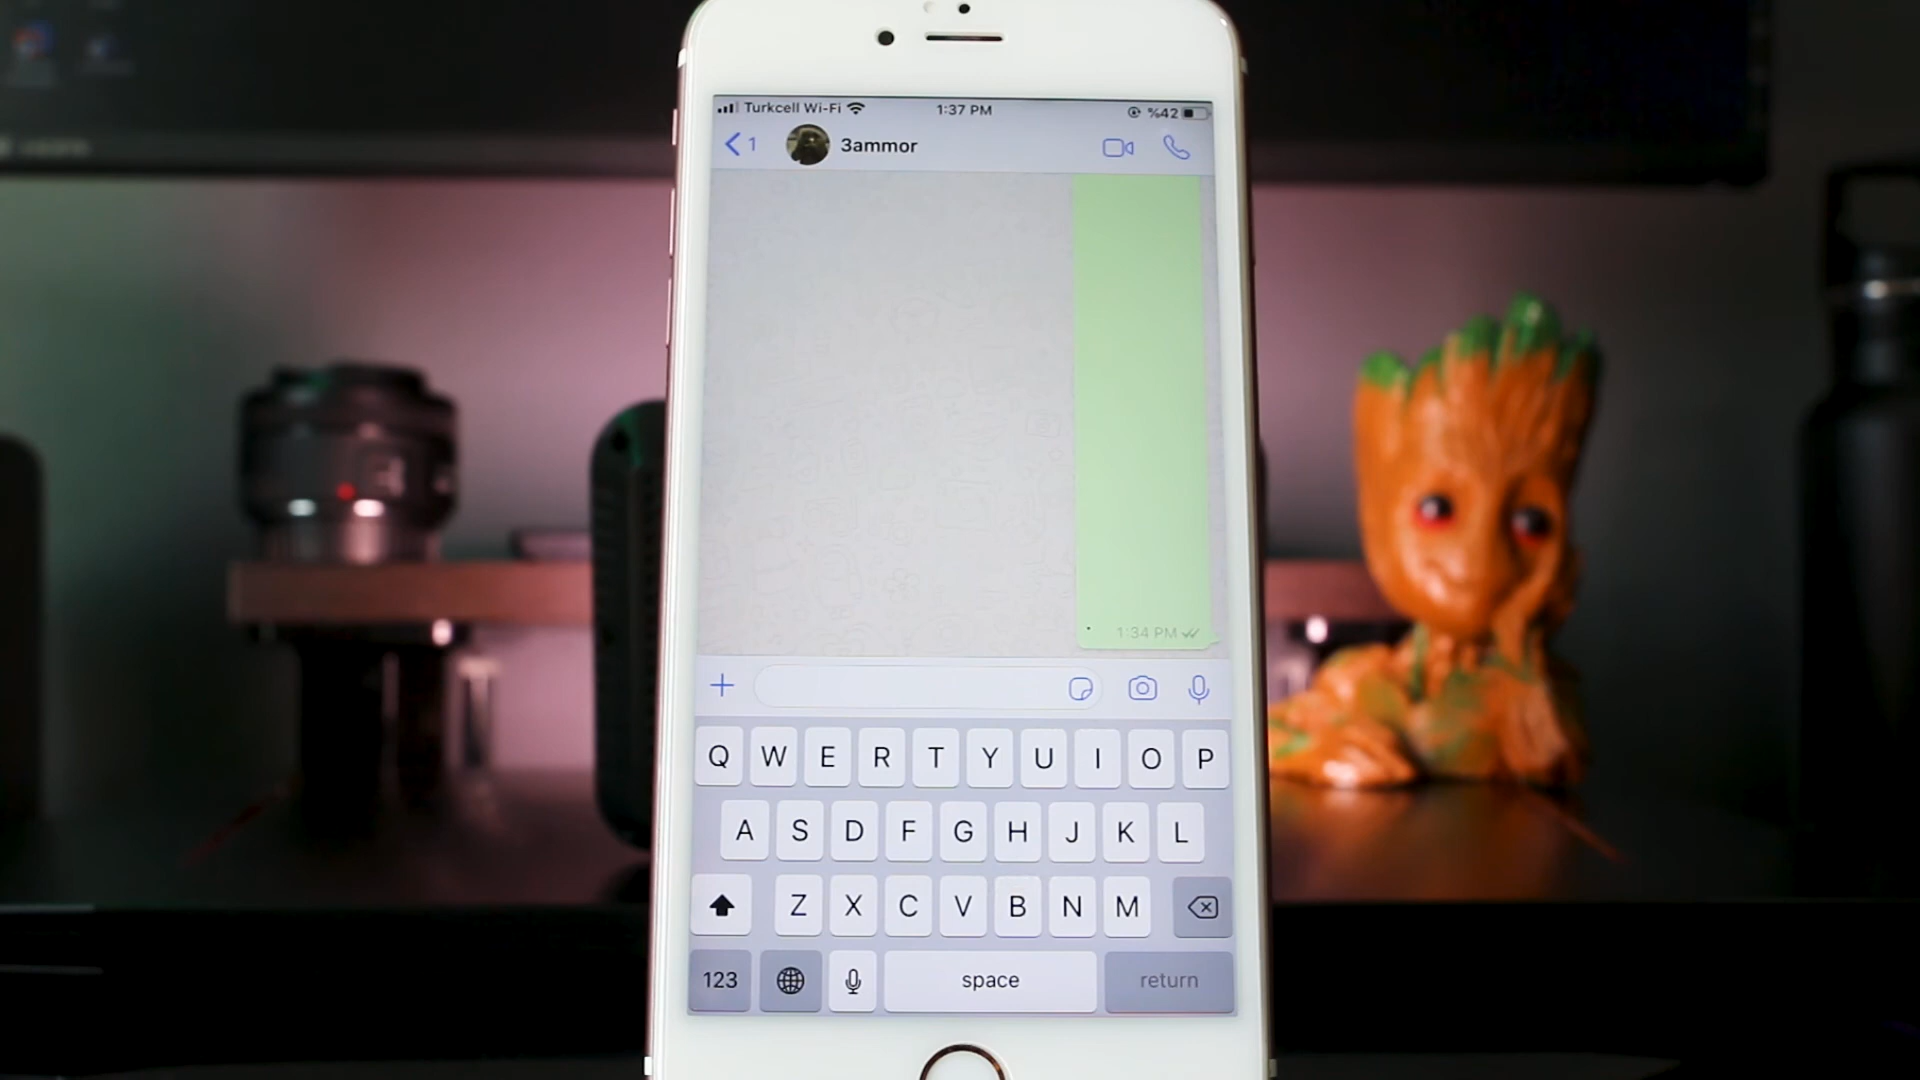 Turkcell Wi-Fi 1:37 PM %42
1 3ammor
. 1:34 PM
Q W E R T Y U I O P
A S D F G H J K L
Z X C V B N M
123 space return